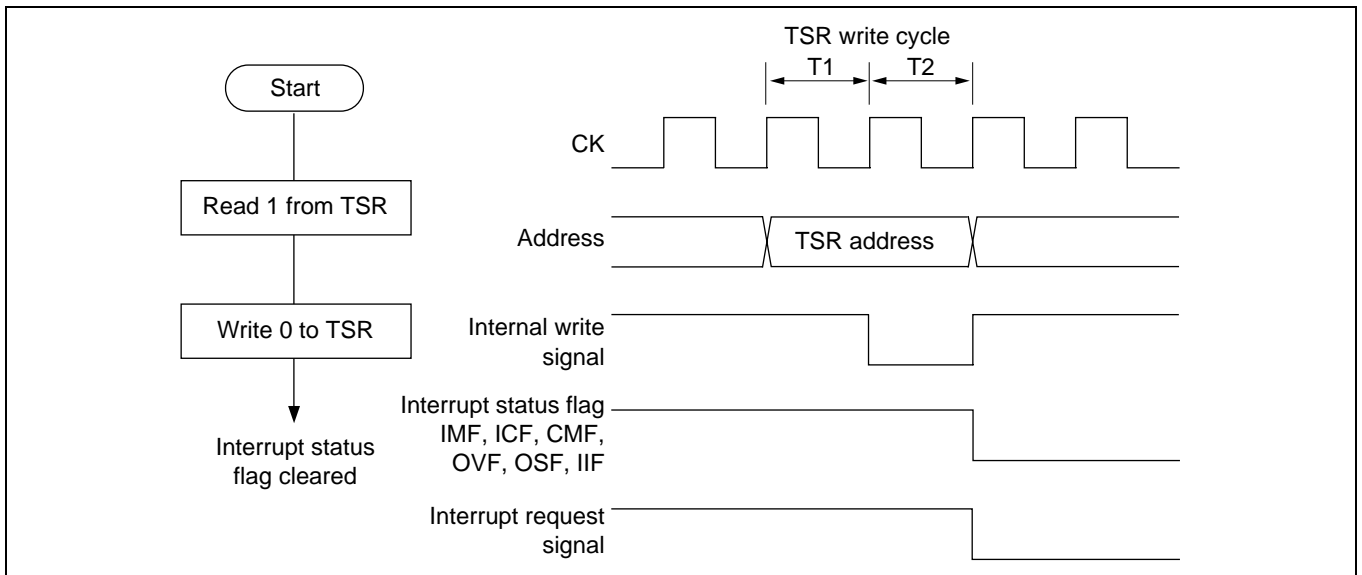 Start
Read 1 from TSR
Write 0 to TSR
Interrupt status
flag cleared
TSR write cycle
T1
T2
CK
Address
TSR address
Internal write
signal
Interrupt status flag
IMF, ICF, CMF,
OVF, OSF, IIF
Interrupt request
signal